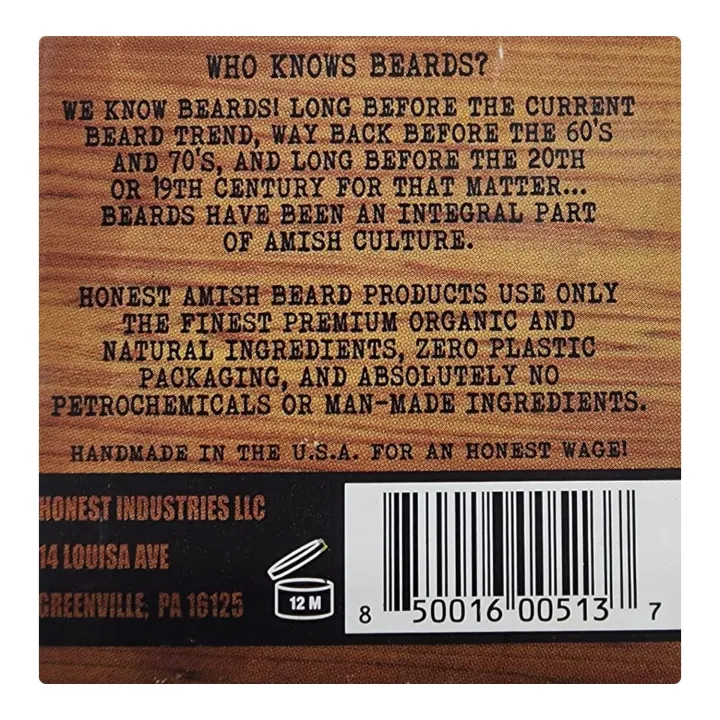 WHO KNOWS BEARDS?
WE KNOW BEARDS! LONG BEFORE THE CURRENT
BEARD TREND, WAY BACK BEFORE THE 60'S
AND 70'S, AND LONG BEFORE THE 20TH
OR 19TH CENTURY FOR THAT MATTER...
BEARDS HAVE BEEN AN INTEGRAL PART
OF AMISH CULTURE.
HONEST AMISH BEARD PRODUCTS USE ONLY
THE FINEST PREMIUM ORGANIC AND
NATURAL INGREDIENTS, ZERO PLASTIC
PACKAGING, AND ABSOLUTELY NO
PETROCHEMICALS OR MAN-MADE INGREDIENTS.
HANDMADE IN THE U.S.A. FOR AN HONEST WAGE!
HONEST INDUSTRIES LLC
14 LOUISA AVE
GREENVILLE, PA 16125
12 M
8 50016 00513 7